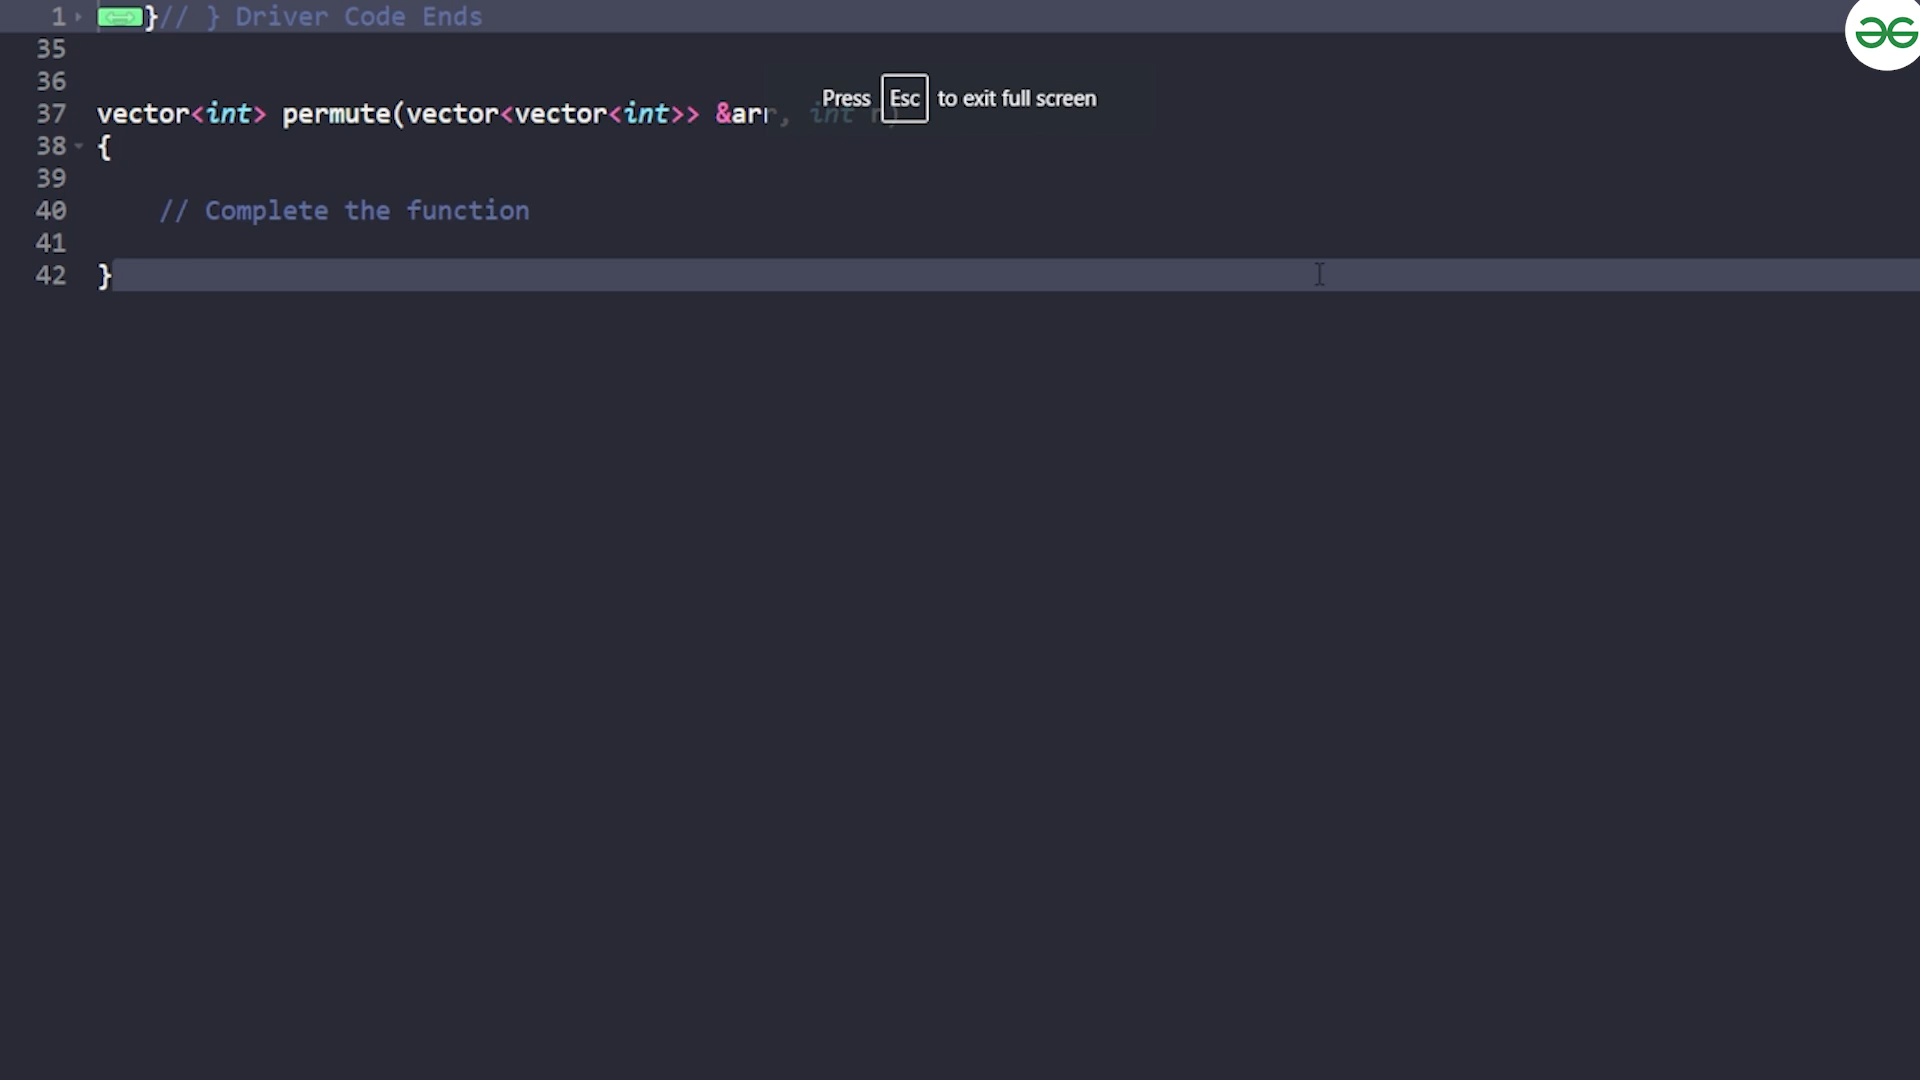 1 }// } Driver Code Ends
35
36
37 vector<int> permute(vector<vector<int>> &arr, int n)
Press Esc to exit full screen
38 {
39
40 // Complete the function
41
42 }